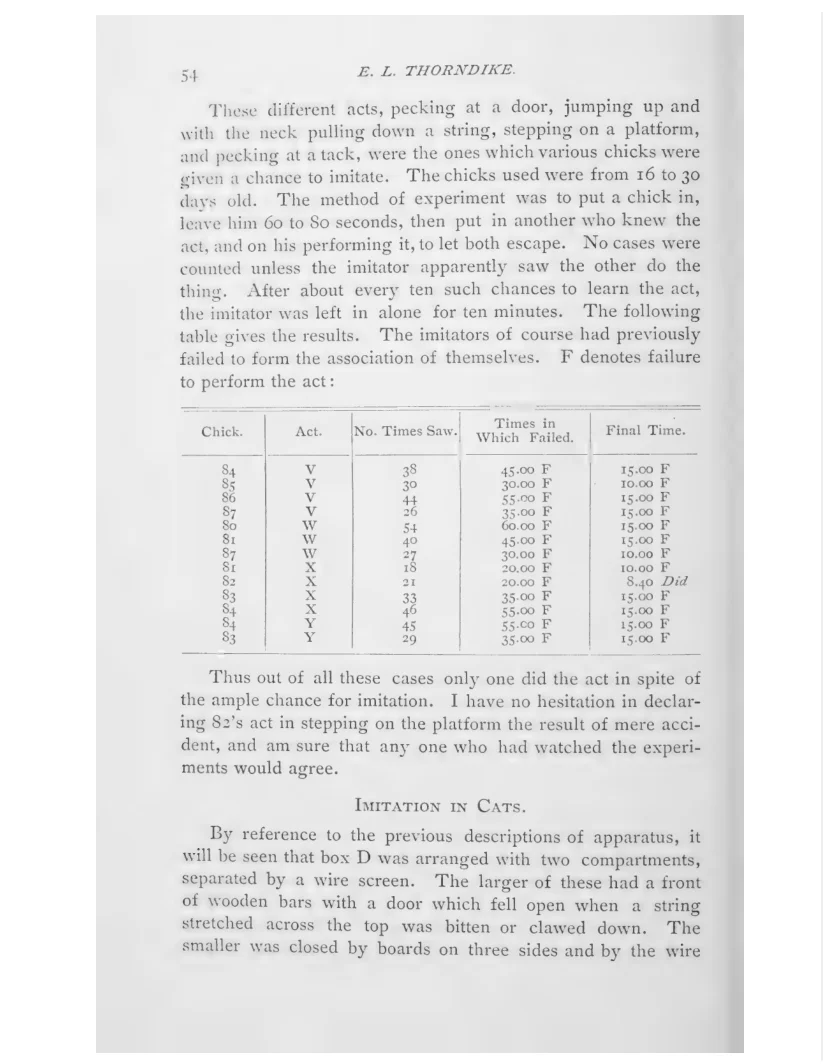 54
E. L. THORNDIKE.
These different acts, pecking at a door, jumping up and
with the neck pulling down a string, stepping on a platform,
and pecking at a tack, were the ones which various chicks were
given a chance to imitate. The chicks used were from 16 to 30
days old. The method of experiment was to put a chick in,
leave him 60 to 80 seconds, then put in another who knew the
act, and on his performing it, to let both escape. No cases were
counted unless the imitator apparently saw the other do the
thing. After about every ten such chances to learn the act,
the imitator was left in alone for ten minutes. The following
table gives the results. The imitators of course had previously
failed to form the association of themselves. F denotes failure
to perform the act:
Chick. Act. No. Times Saw. Times in Which Failed. Final Time.
84 V 38 45.00 F 15.00 F
85 V 30 30.00 F 10.00 F
86 V 44 55.00 F 15.00 F
87 V 26 35.00 F 15.00 F
80 W 54 60.00 F 15.00 F
81 W 40 45.00 F 15.00 F
87 W 27 30.00 F 10.00 F
81 X 18 20.00 F 10.00 F
82 X 21 20.00 F 8.40 Did
83 X 33 35.00 F 15.00 F
84 X 46 55.00 F 15.00 F
84 Y 45 55.00 F 15.00 F
83 Y 29 35.00 F 15.00 F
Thus out of all these cases only one did the act in spite of
the ample chance for imitation. I have no hesitation in declar-
ing 82's act in stepping on the platform the result of mere acci-
dent, and am sure that any one who had watched the experi-
ments would agree.
IMITATION IN CATS.
By reference to the previous descriptions of apparatus, it
will be seen that box D was arranged with two compartments,
separated by a wire screen. The larger of these had a front
of wooden bars with a door which fell open when a string
stretched across the top was bitten or clawed down. The
smaller was closed by boards on three sides and by the wire